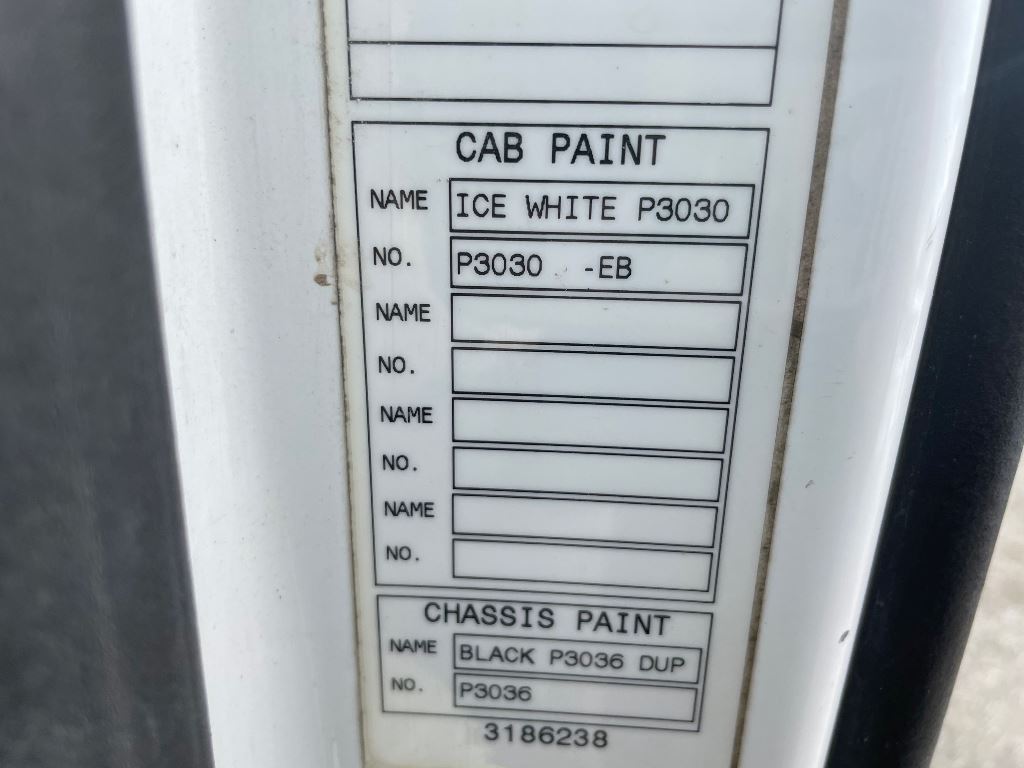 CAB PAINT
NAME ICE WHITE P3030
NO. P3030 -EB
NAME
NO.
NAME
NO.
NAME
NO.
CHASSIS PAINT
NAME BLACK P3036 DUP
NO. P3036
3186238